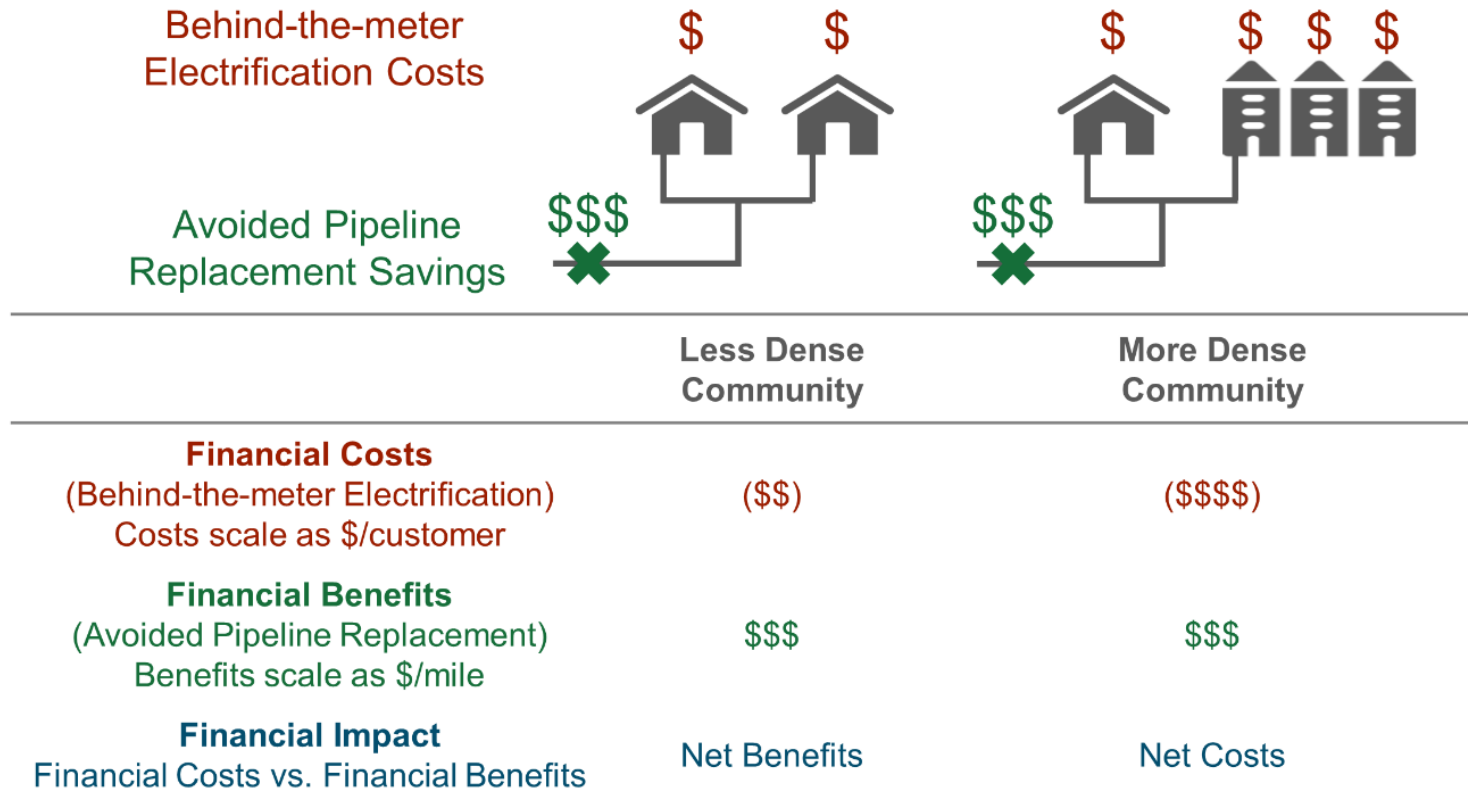 Behind-the-meter
Electrification Costs
$ $ $ $ $ $
Avoided Pipeline
Replacement Savings
$$$ $$$
Less Dense
Community
More Dense
Community
Financial Costs
(Behind-the-meter Electrification)
Costs scale as $/customer
($$) ($$$$)
Financial Benefits
(Avoided Pipeline Replacement)
Benefits scale as $/mile
$$$ $$$
Financial Impact
Financial Costs vs. Financial Benefits
Net Benefits Net Costs